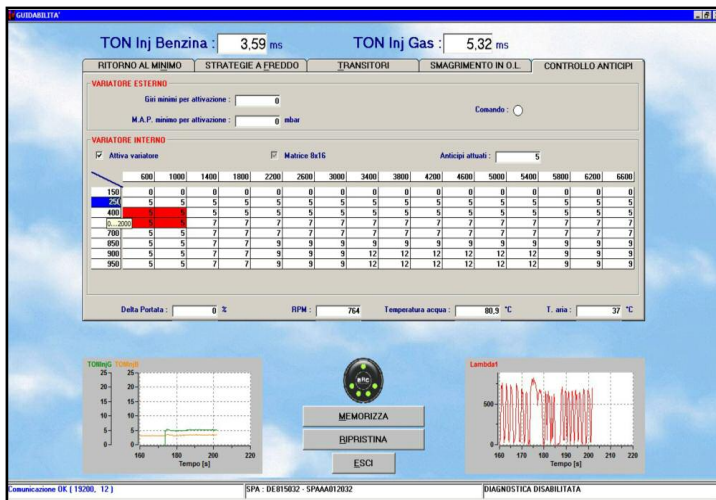 GUIDABILITA'
TON Inj Benzina : 3,59 ms TON Inj Gas : 5,32 ms
RITORNO AL MINIMO STRATEGIE A FREDDO TRANSITORI SMAGRIMENTO IN O.L. CONTROLLO ANTICIPI
VARIATORE ESTERNO
Giri minimi per attivazione : 0
Comando :
M.A.P. minimo per attivazione : 0 mbar
VARIATORE INTERNO
Attiva variatore Matrice 8x16 Anticipi attuati : 5
600 1000 1400 1800 2200 2600 3000 3400 3800 4200 4600 5000 5400 5800 6200 6600
150 0 0 0 0 0 0 0 0 0 0 0 0 0 0 0 0
250 5 5 5 5 5 5 5 5 5 5 5 5 5 5 5 5
400 5 5 5 5 5 5 5 5 5 5 5 5 5 5 5 5
0...2000 5 5 7 7 7 7 7 7 7 7 7 7 7 7 7 7
700 5 5 7 7 7 7 7 7 7 7 7 7 7 7 7 7
850 5 5 7 7 9 9 9 9 9 9 9 9 9 9 9 9
900 5 5 7 7 9 9 9 12 12 12 12 12 12 9 9 9
950 5 5 7 7 9 9 9 12 12 12 12 12 12 9 9 9
Delta Portata : 0 % RPM : 764 Temperatura acqua : 80,9 °C T. aria : 37 °C
TONInjG TONInjB
25 25
20 20
15 15
10 10
5 5
0 0
160 180 200 220
Tempo [s]
BRC
MEMORIZZA
RIPRISTINA
ESCI
Lambda1
500
0
160 170 180 190 200 210 220
Tempo [s]
Comunicazione OK ( 19200, 12 ) SPA : DE815032 - SPAAA012032 DIAGNOSTICA DISABILITATA